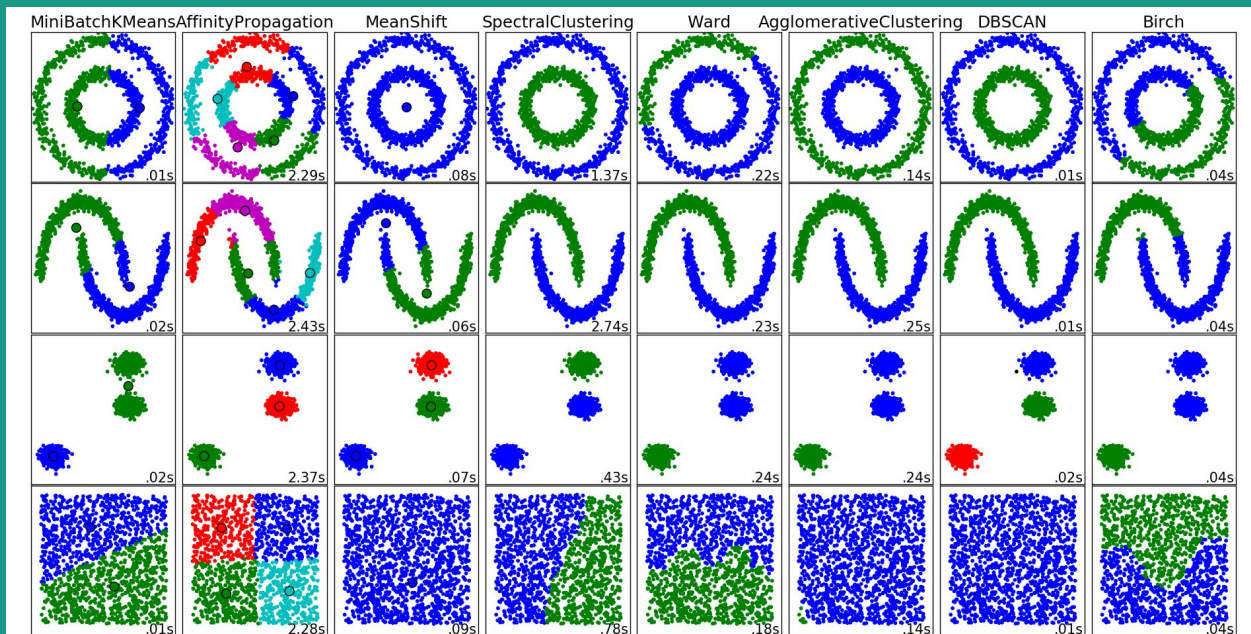 MiniBatchKMeans AffinityPropagation MeanShift SpectralClustering Ward AgglomerativeClustering DBSCAN Birch
.01s 2.29s .08s 1.37s .22s .14s .01s .04s
.02s 2.43s .06s 2.74s .23s .25s .01s .04s
.02s 2.37s .07s .43s .24s .24s .02s .04s
.01s 2.28s .09s .78s .18s .14s .01s .04s